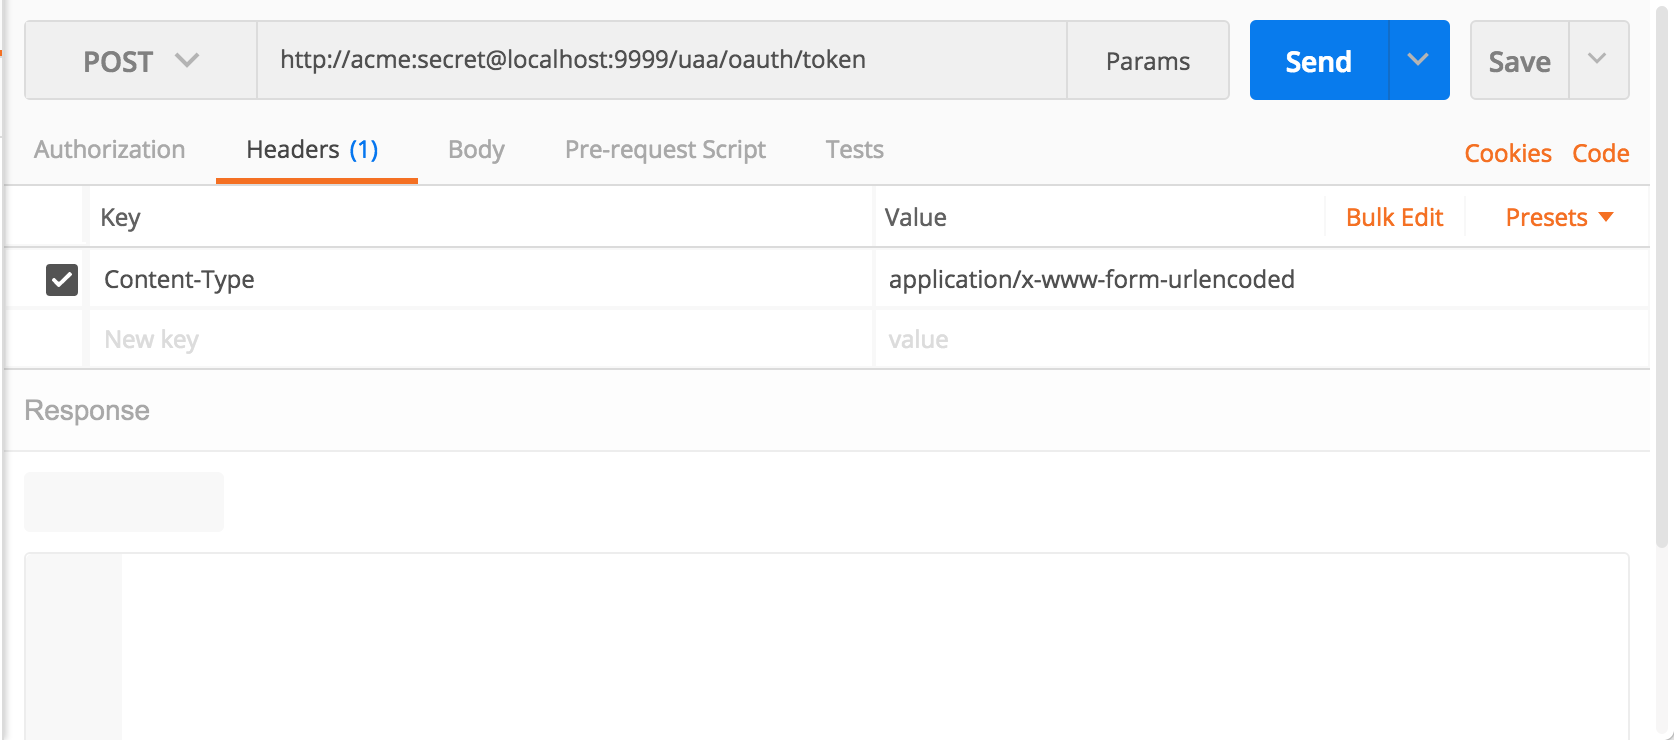 POST http://acme:secret@localhost:9999/uaa/oauth/token Params Send Save
Authorization Headers (1) Body Pre-request Script Tests Cookies Code
Key Value Bulk Edit Presets
Content-Type application/x-www-form-urlencoded
New key value
Response